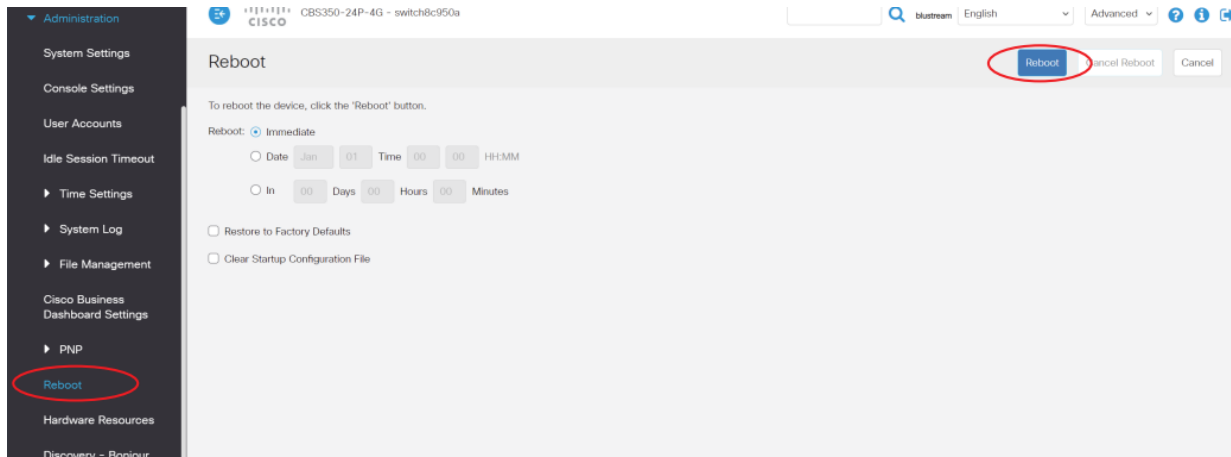 Administration
System Settings
Console Settings
User Accounts
Idle Session Timeout
Time Settings
System Log
File Management
Cisco Business
Dashboard Settings
PNP
Reboot
Hardware Resources
Discovery - Bonjour
CISCO
CBS350-24P-4G - switch8c950a
blustream
English
Advanced
Reboot
Reboot
Cancel Reboot
Cancel
To reboot the device, click the 'Reboot' button.
Reboot: Immediate
Date Jan 01 Time 00 00 HH:MM
In 00 Days 00 Hours 00 Minutes
Restore to Factory Defaults
Clear Startup Configuration File